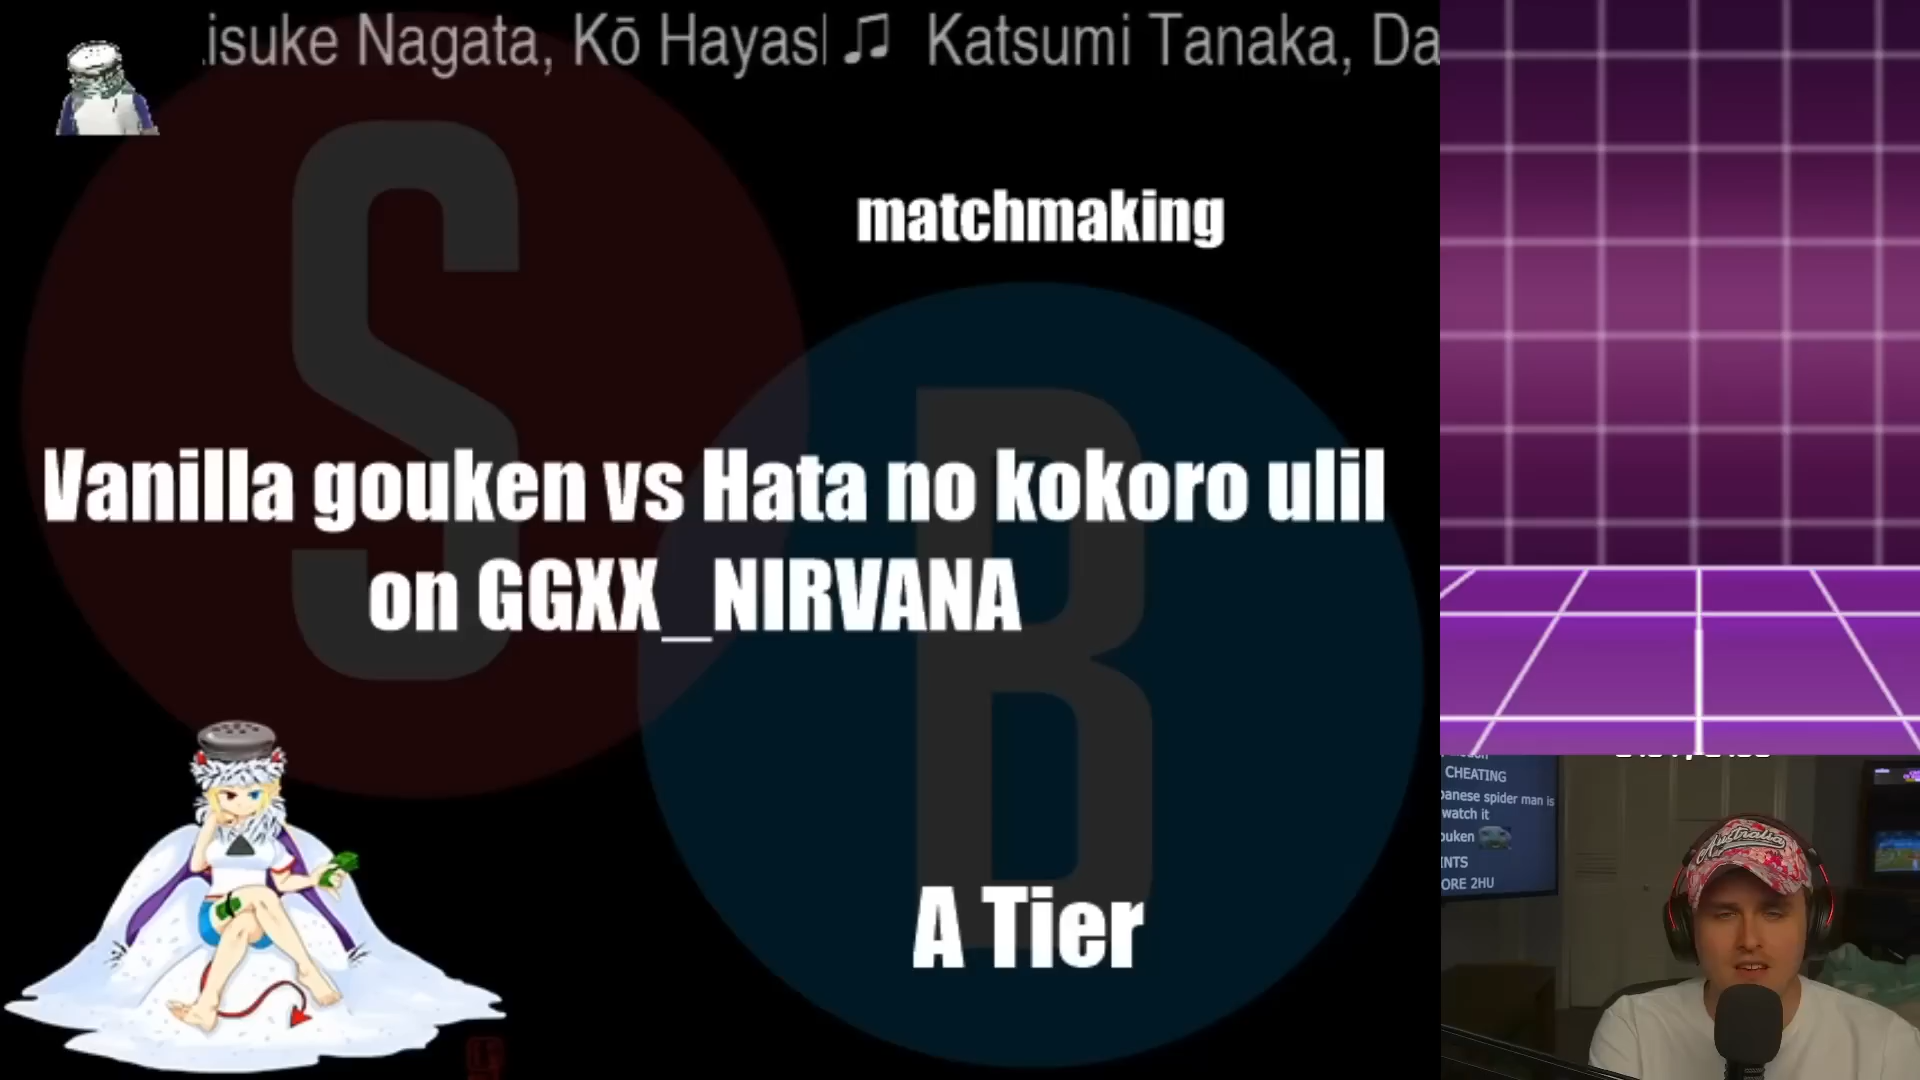 isuke Nagata, Kō Hayas ♫ Katsumi Tanaka, Da
matchmaking
S
B
Vanilla gouken vs Hata no kokoro ulil
on GGXX_NIRVANA
A Tier
CHEATING
panese spider man is
watch it
ouken
INTS
ORE 2HU
Australia